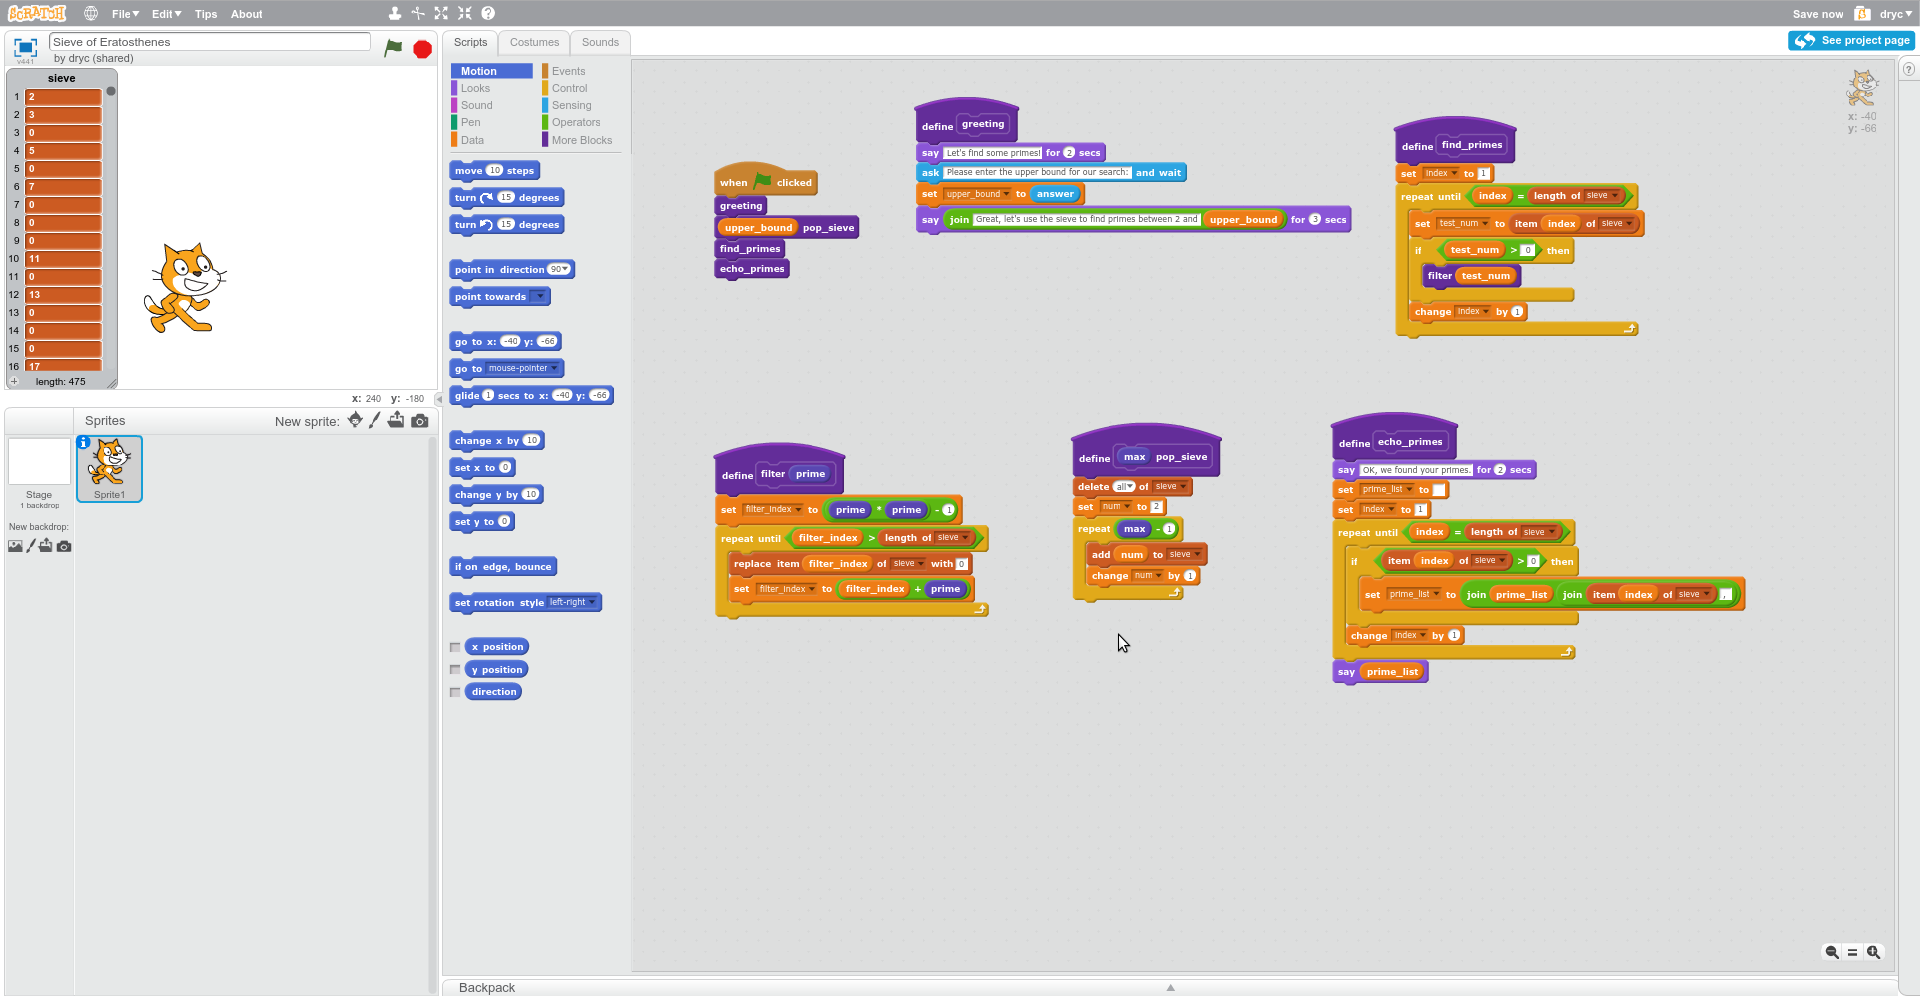 SCRATCH File Edit Tips About Save now dryc
Sieve of Eratosthenes
by dryc (shared)
v441
Scripts Costumes Sounds
See project page
sieve
1 2
2 3
3 0
4 5
5 0
6 7
7 0
8 0
9 0
10 11
11 0
12 13
13 0
14 0
15 0
16 17
length: 475
x: 240 y: -180
Sprites New sprite:
Sprite1
Stage
1 backdrop
New backdrop:
Motion Events
Looks Control
Sound Sensing
Pen Operators
Data More Blocks
move 10 steps
turn 15 degrees
turn 15 degrees
point in direction 90
point towards
go to x: -40 y: -66
go to mouse-pointer
glide 1 secs to x: -40 y: -66
change x by 10
set x to 0
change y by 10
set y to 0
if on edge, bounce
set rotation style left-right
x position
y position
direction
when clicked
greeting
upper_bound pop_sieve
find_primes
echo_primes
define greeting
say Let's find some primes! for 2 secs
ask Please enter the upper bound for our search: and wait
set upper_bound to answer
say join Great, let's use the sieve to find primes between 2 and upper_bound for 3 secs
define find_primes
set index to 1
repeat until index = length of sieve
set test_num to item index of sieve
if test_num > 0 then
filter test_num
change index by 1
x: -40
y: -66
define filter prime
set filter_index to prime * prime - 1
repeat until filter_index > length of sieve
replace item filter_index of sieve with 0
set filter_index to filter_index + prime
define max pop_sieve
delete all of sieve
set num to 2
repeat max - 1
add num to sieve
change num by 1
define echo_primes
say OK, we found your primes. for 2 secs
set prime_list to
set index to 1
repeat until index = length of sieve
if item index of sieve > 0 then
set prime_list to join prime_list join item index of sieve ,
change index by 1
say prime_list
Backpack